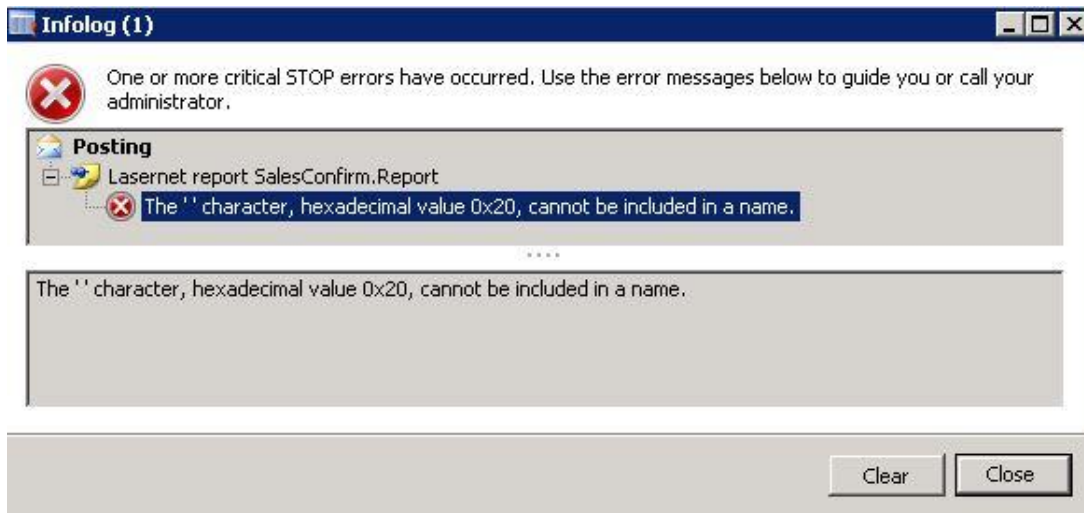 Infolog (1)
One or more critical STOP errors have occurred. Use the error messages below to guide you or call your
administrator.
Posting
Lasernet report SalesConfirm.Report
The ' ' character, hexadecimal value 0x20, cannot be included in a name.
The ' ' character, hexadecimal value 0x20, cannot be included in a name.
Clear Close